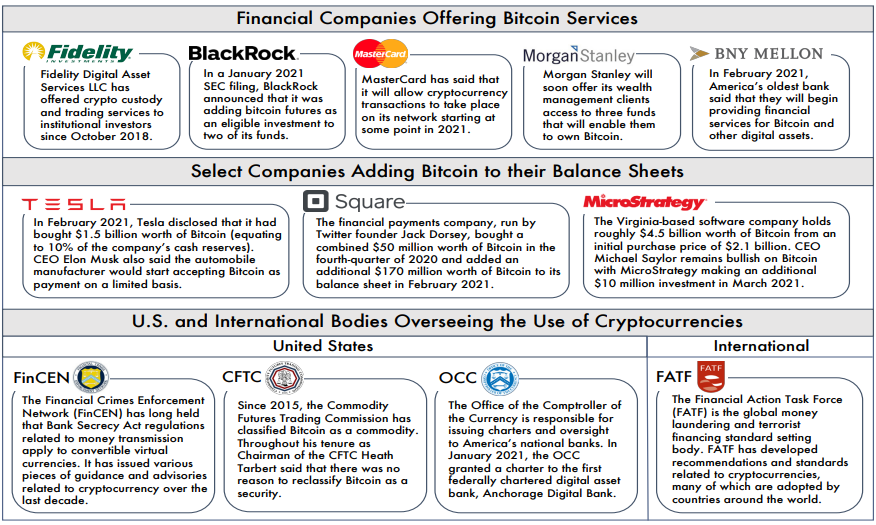 Financial Companies Offering Bitcoin Services
Fidelity
INVESTMENTS
Fidelity Digital Asset
Services LLC has
offered crypto custody
and trading services to
institutional investors
since October 2018.
BlackRock.
In a January 2021
SEC filing, BlackRock
announced that it was
adding bitcoin futures as
an eligible investment to
two of its funds.
MasterCard
MasterCard has said that
it will allow cryptocurrency
transactions to take place
on its network starting
at some point in 2021.
Morgan Stanley
Morgan Stanley will
soon offer its wealth
management clients
access to three funds
that will enable them
to own Bitcoin.
BNY MELLON
In February 2021,
America's oldest bank
said that they will begin
providing financial
services for Bitcoin and
other digital assets.
Select Companies Adding Bitcoin to their Balance Sheets
TESLA
In February 2021, Tesla disclosed that it had
bought $1.5 billion worth of Bitcoin (equating
to 10% of the company's cash reserves).
CEO Elon Musk also said the automobile
manufacturer would start accepting Bitcoin as
payment on a limited basis.
Square
The financial payments company, run by
Twitter founder Jack Dorsey, bought a
combined $50 million worth of Bitcoin in the
fourth-quarter of 2020 and added an
additional $170 million worth of Bitcoin to its
balance sheet in February 2021.
MicroStrategy
The Virginia-based software company holds
roughly $4.5 billion worth of Bitcoin from an
initial purchase price of $2.1 billion. CEO
Michael Saylor remains bullish on Bitcoin
with MicroStrategy making an additional
$10 million investment in March 2021.
U.S. and International Bodies Overseeing the Use of Cryptocurrencies
United States
International
FinCEN
The Financial Crimes Enforcement
Network (FinCEN) has long held
that Bank Secrecy Act regulations
related to money transmission
apply to convertible virtual
currencies. It has issued various
pieces of guidance and advisories
related to cryptocurrency over the
last decade.
CFTC
Since 2015, the Commodity
Futures Trading Commission has
classified Bitcoin as a commodity.
Throughout his tenure as
Chairman of the CFTC Heath
Tarbert said that there was no
reason to reclassify Bitcoin as a
security.
OCC
The Office of the Comptroller of
the Currency is responsible for
issuing charters and oversight
to America's national banks. In
January 2021, the OCC
granted a charter to the first
federally chartered digital asset
bank, Anchorage Digital Bank.
FATF
FATF
The Financial Action Task Force
(FATF) is the global money
laundering and terrorist
financing standard setting
body. FATF has developed
recommendations and standards
related to cryptocurrencies,
many of which are adopted by
countries around the world.